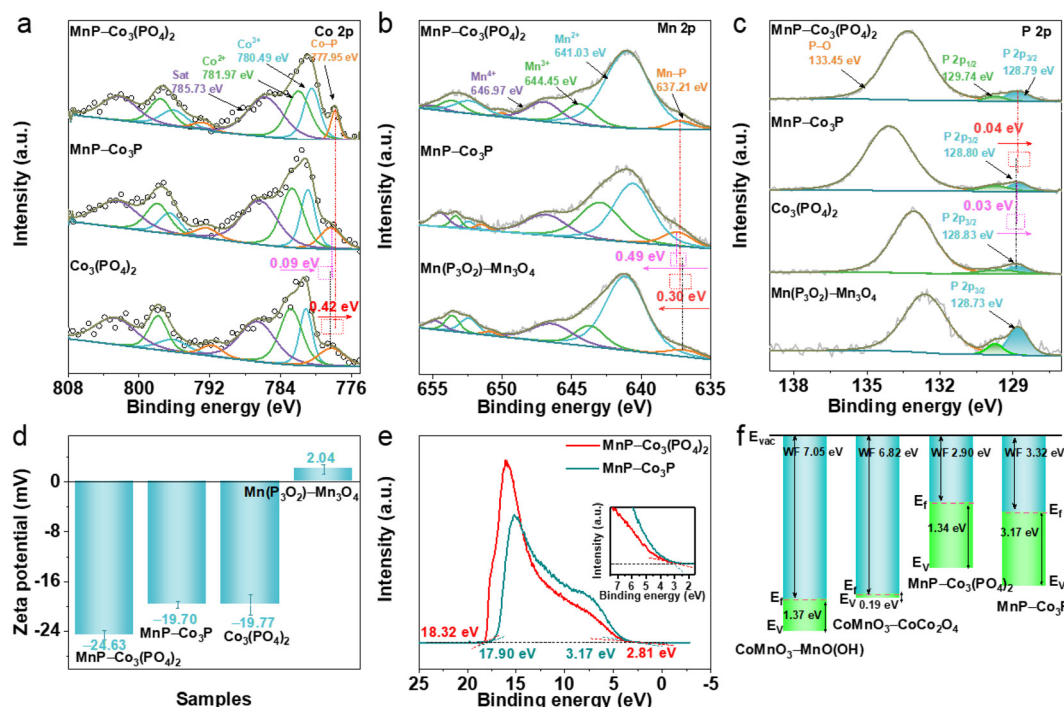 a
MnP–Co₃(PO₄)₂
Co 2p
Co³⁺
780.49 eV
Co–P
777.95 eV
Co²⁺
781.97 eV
Sat
785.73 eV
MnP–Co₃P
0.09 eV
Co₃(PO₄)₂
0.42 eV
Intensity (a.u.)
808 800 792 784 776
Binding energy (eV)
b
MnP–Co₃(PO₄)₂
Mn 2p
Mn²⁺
641.03 eV
Mn³⁺
644.45 eV
Mn⁴⁺
646.97 eV
Mn–P
637.21 eV
MnP–Co₃P
0.49 eV
Mn(P₃O₂)–Mn₃O₄
0.30 eV
Intensity (a.u.)
655 650 645 640 635
Binding energy (eV)
c
MnP–Co₃(PO₄)₂
P 2p
P–O
133.45 eV
P 2p₁/₂
129.74 eV
P 2p₃/₂
128.79 eV
MnP–Co₃P
0.04 eV
P 2p₃/₂
128.80 eV
Co₃(PO₄)₂
0.03 eV
P 2p₃/₂
128.83 eV
Mn(P₃O₂)–Mn₃O₄
P 2p₃/₂
128.73 eV
Intensity (a.u.)
138 135 132 129
Binding energy (eV)
d
Zeta potential (mV)
0
−8
−16
−24
2.04
Mn(P₃O₂)–Mn₃O₄
−19.70
MnP–Co₃P
−19.77
Co₃(PO₄)₂
−24.63
MnP–Co₃(PO₄)₂
Samples
e
MnP–Co₃(PO₄)₂
MnP–Co₃P
Intensity (a.u.)
7 6 5 4 3 2
Binding energy (eV)
18.32 eV
17.90 eV
3.17 eV
2.81 eV
Intensity (a.u.)
25 20 15 10 5 0 -5
Binding energy (eV)
f
Evac
WF 7.05 eV
WF 6.82 eV
WF 2.90 eV
WF 3.32 eV
Ef
1.34 eV
EV
MnP–Co₃(PO₄)₂
Ef
3.17 eV
EV
MnP–Co₃P
Ef
1.37 eV
EV
CoMnO₃–MnO(OH)
Ef
EV
0.19 eV
CoMnO₃–CoCo₂O₄